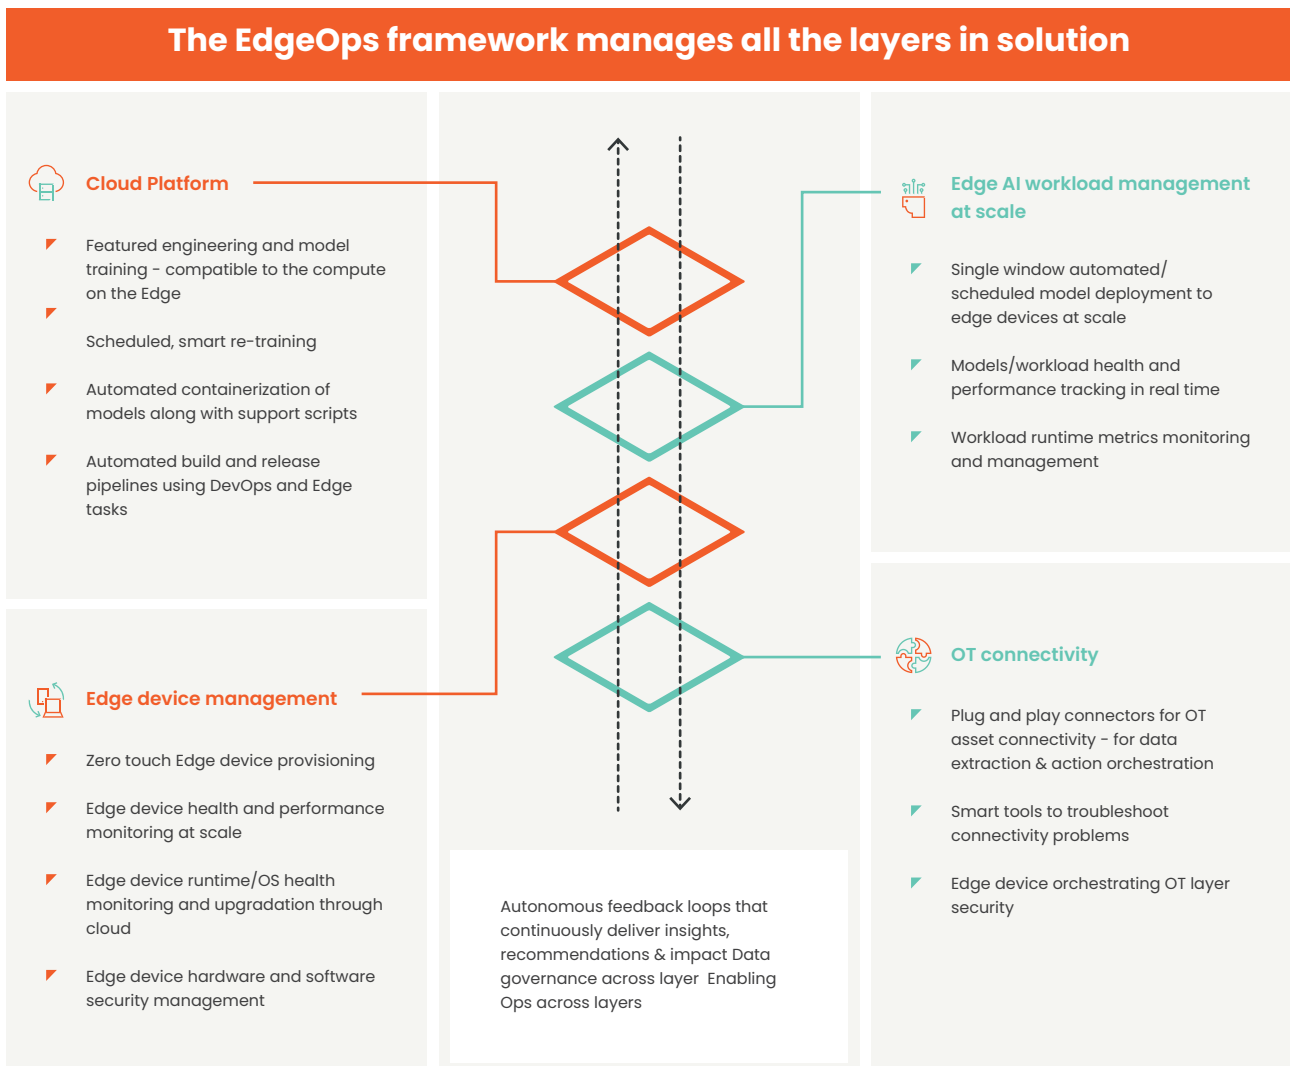 The EdgeOps framework manages all the layers in solution
Cloud Platform
Featured engineering and model
training - compatible to the compute
on the Edge
Scheduled, smart re-training
Automated containerization of
models along with support scripts
Automated build and release
pipelines using DevOps and Edge
tasks
Edge device management
Zero touch Edge device provisioning
Edge device health and performance
monitoring at scale
Edge device runtime/OS health
monitoring and upgradation through
cloud
Edge device hardware and software
security management
Autonomous feedback loops that
continuously deliver insights,
recommendations & impact Data
governance across layer  Enabling
Ops across layers
Edge AI workload management
at scale
Single window automated/
scheduled model deployment to
edge devices at scale
Models/workload health and
performance tracking in real time
Workload runtime metrics monitoring
and management
OT connectivity
Plug and play connectors for OT
asset connectivity - for data
extraction & action orchestration
Smart tools to troubleshoot
connectivity problems
Edge device orchestrating OT layer
security